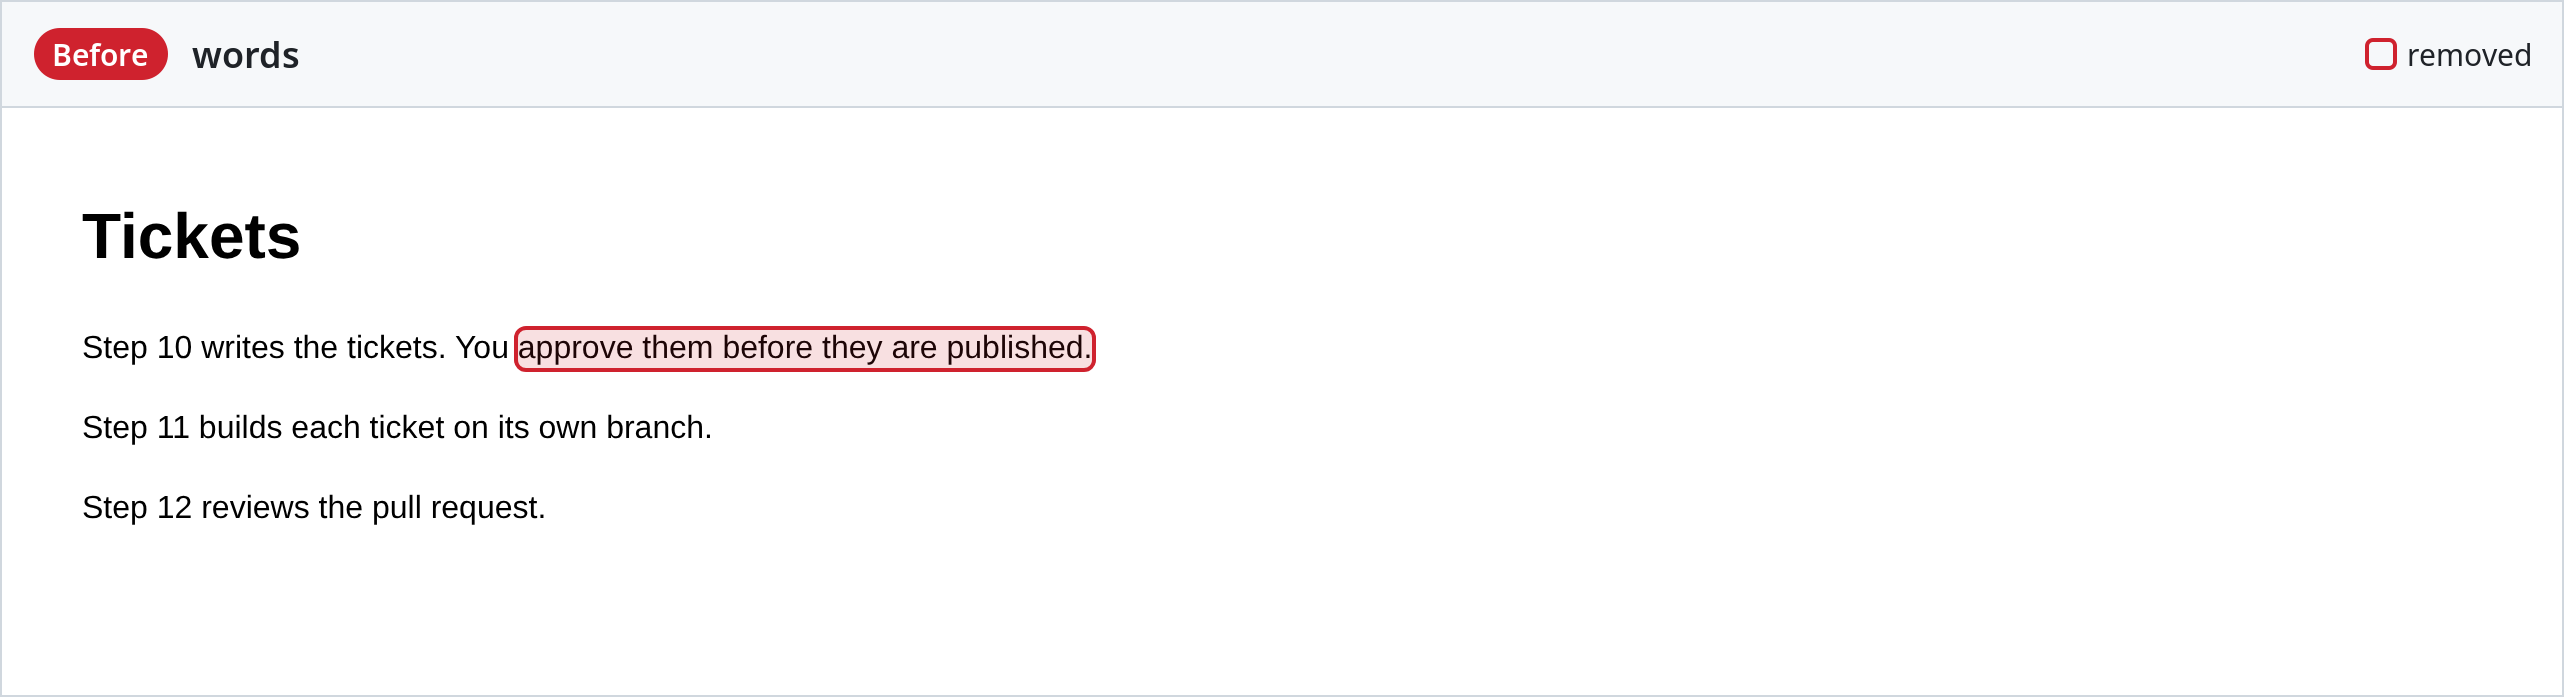 Before words removed
Tickets
Step 10 writes the tickets. You approve them before they are published.
Step 11 builds each ticket on its own branch.
Step 12 reviews the pull request.